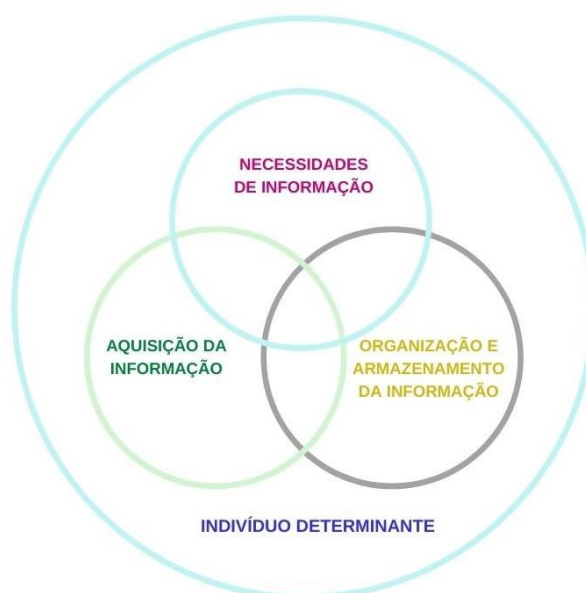 NECESSIDADES
DE INFORMAÇÃO
AQUISIÇÃO DA
INFORMAÇÃO
ORGANIZAÇÃO E
ARMAZENAMENTO
DA INFORMAÇÃO
INDIVÍDUO DETERMINANTE